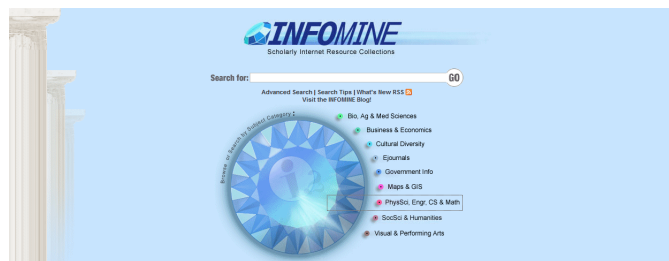 INFOMINE
Scholarly Internet Resource Collections
Search for: GO
Advanced Search | Search Tips | What's New RSS
Visit the INFOMINE Blog!
Browse or Search by Subject Category:
Bio, Ag & Med Sciences
Business & Economics
Cultural Diversity
Ejournals
Government Info
Maps & GIS
PhysSci, Engr, CS & Math
SocSci & Humanities
Visual & Performing Arts